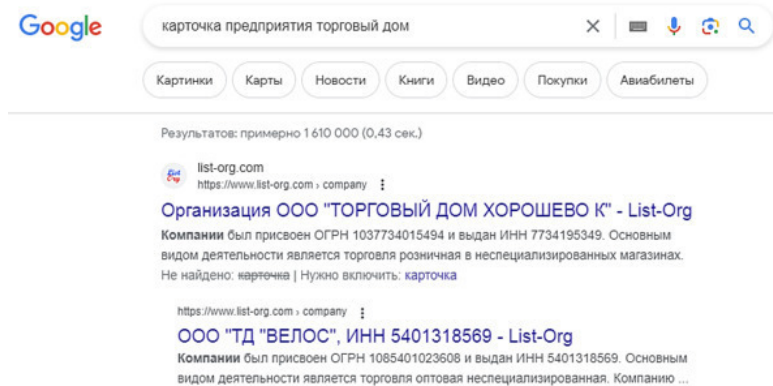 Google
карточка предприятия торговый дом
Картинки Карты Новости Книги Видео Покупки Авиабилеты
Результатов: примерно 1 610 000 (0,43 сек.)
List Org
list-org.com
https://www.list-org.com › company
Организация ООО "ТОРГОВЫЙ ДОМ ХОРОШЕВО К" - List-Org
Компании был присвоен ОГРН 1037734015494 и выдан ИНН 7734195349. Основным
видом деятельности является торговля розничная в неспециализированных магазинах.
Не найдено: карточка | Нужно включить: карточка
https://www.list-org.com › company
ООО "ТД "ВЕЛОС", ИНН 5401318569 - List-Org
Компании был присвоен ОГРН 1085401023608 и выдан ИНН 5401318569. Основным
видом деятельности является торговля оптовая неспециализированная. Компанию ...